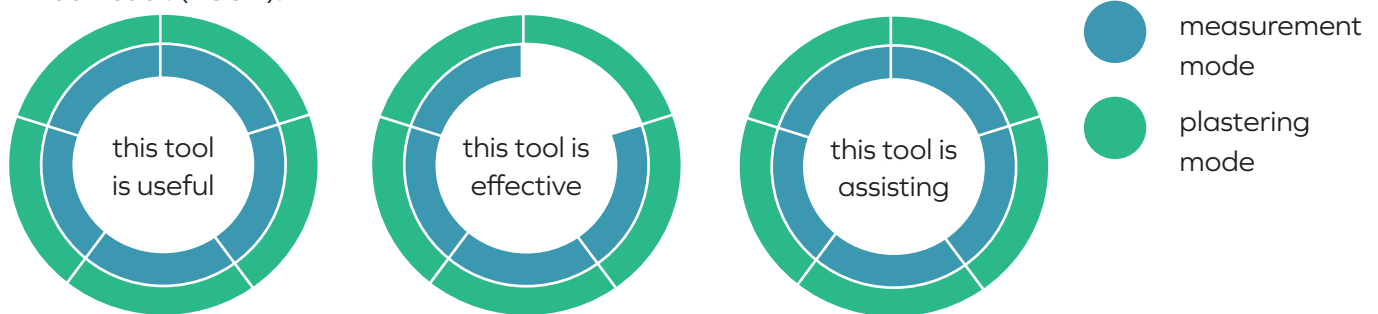 this tool
is useful
this tool is
effective
this tool is
assisting
measurement
mode
plastering
mode